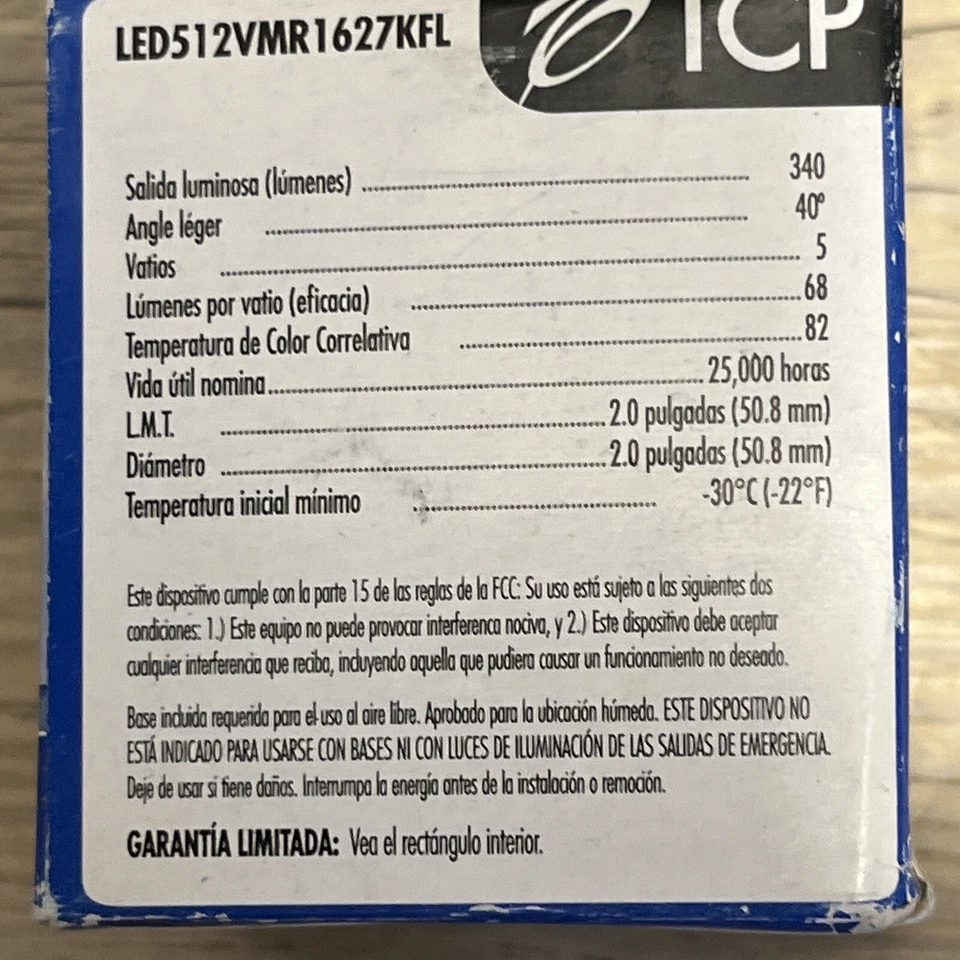 LED512VMR1627KFL
TCP
Salida luminosa (lúmenes) 340
Angle léger 40°
Vatios 5
Lúmenes por vatio (eficacia) 68
Temperatura de Color Correlativa 82
Vida útil nomina 25,000 horas
L.M.T. 2.0 pulgadas (50.8 mm)
Diámetro 2.0 pulgadas (50.8 mm)
Temperatura inicial mínimo -30°C (-22°F)
Este dispositivo cumple con la parte 15 de las reglas de la FCC: Su uso está sujeto a las siguientes dos
condiciones: 1.) Este equipo no puede provocar interferenca nociva, y 2.) Este dispositivo debe aceptar
cualquier interferencia que reciba, incluyendo aquella que pudiera causar un funcionamiento no deseado.
Base incluida requerida para el uso al aire libre. Aprobado para la ubicación húmeda. ESTE DISPOSITIVO NO
ESTÁ INDICADO PARA USARSE CON BASES NI CON LUCES DE ILUMINACIÓN DE LAS SALIDAS DE EMERGENCIA.
Deje de usar si tiene daños. Interrumpa la energía antes de la instalación o remoción.
GARANTÍA LIMITADA: Vea el rectángulo interior.